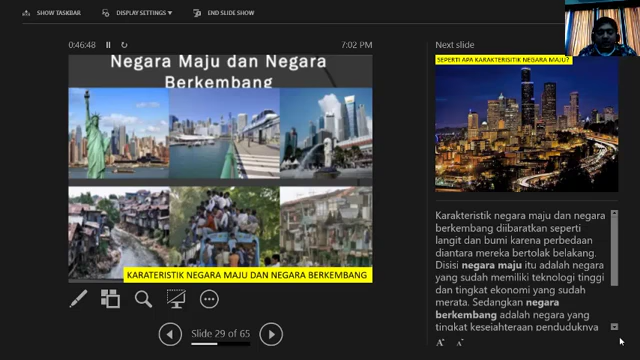 SHOW TASKBAR
DISPLAY SETTINGS ▼
END SLIDE SHOW
0:46:48
7:02 PM
Negara Maju dan Negara
Berkembang
KARATERISTIK NEGARA MAJU DAN NEGARA BERKEMBANG
Slide 29 of 65
Next slide
SEPERTI APA KARAKTERISITIK NEGARA MAJU?
Karakteristik negara maju dan negara
berkembang diibaratkan seperti
langit dan bumi karena perbedaan
diantara mereka bertolak belakang.
Disisi negara maju itu adalah negara
yang sudah memiliki teknologi tinggi
dan tingkat ekonomi yang sudah
merata. Sedangkan negara
berkembang adalah negara yang
tingkat kesejahteraan penduduknya
A A